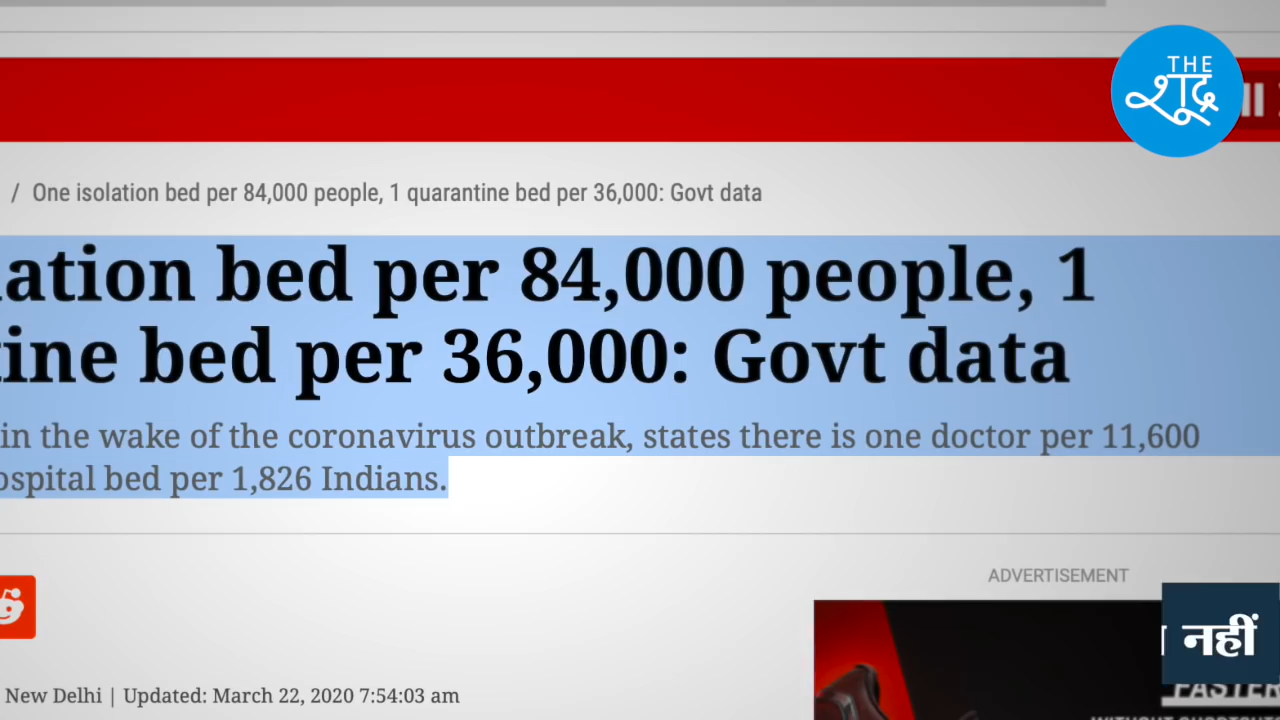 THE
शूद्र
/ One isolation bed per 84,000 people, 1 quarantine bed per 36,000: Govt data
ation bed per 84,000 people, 1
ine bed per 36,000: Govt data
in the wake of the coronavirus outbreak, states there is one doctor per 11,600
ospital bed per 1,826 Indians.
ADVERTISEMENT
नहीं
FASTER
New Delhi | Updated: March 22, 2020 7:54:03 am